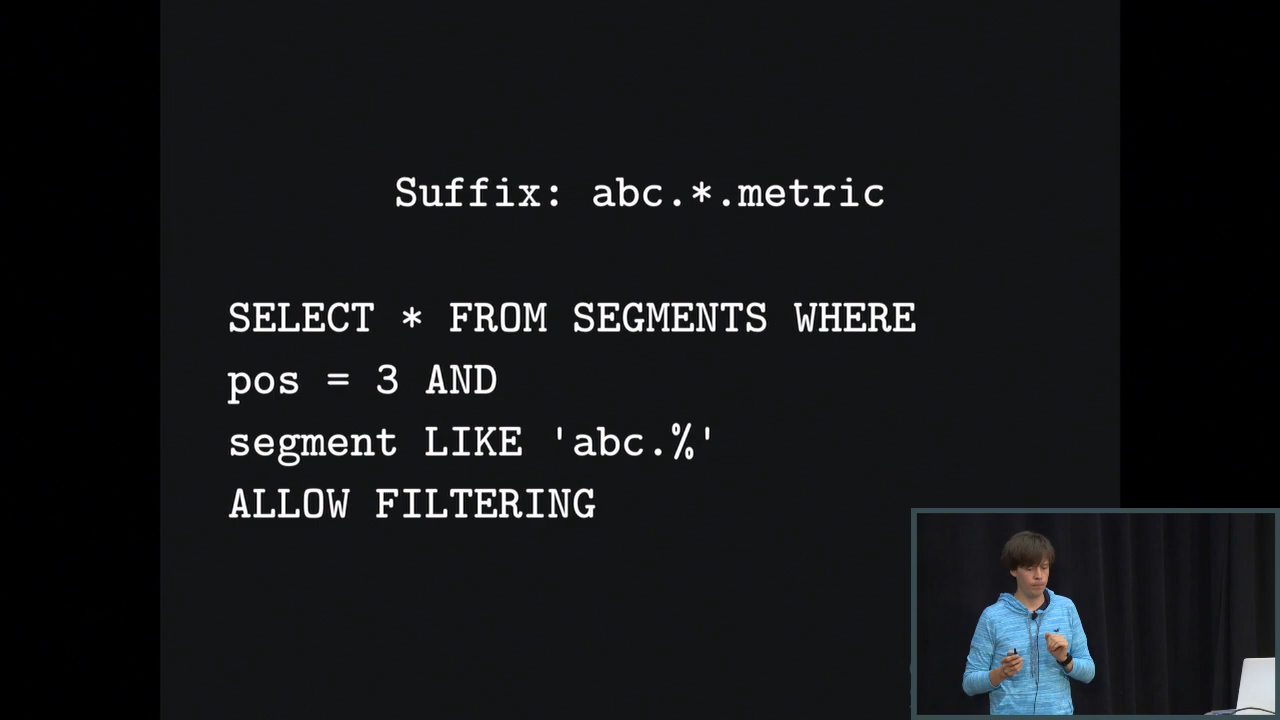 Suffix: abc.*.metric
SELECT * FROM SEGMENTS WHERE
pos = 3 AND
segment LIKE 'abc.%'
ALLOW FILTERING